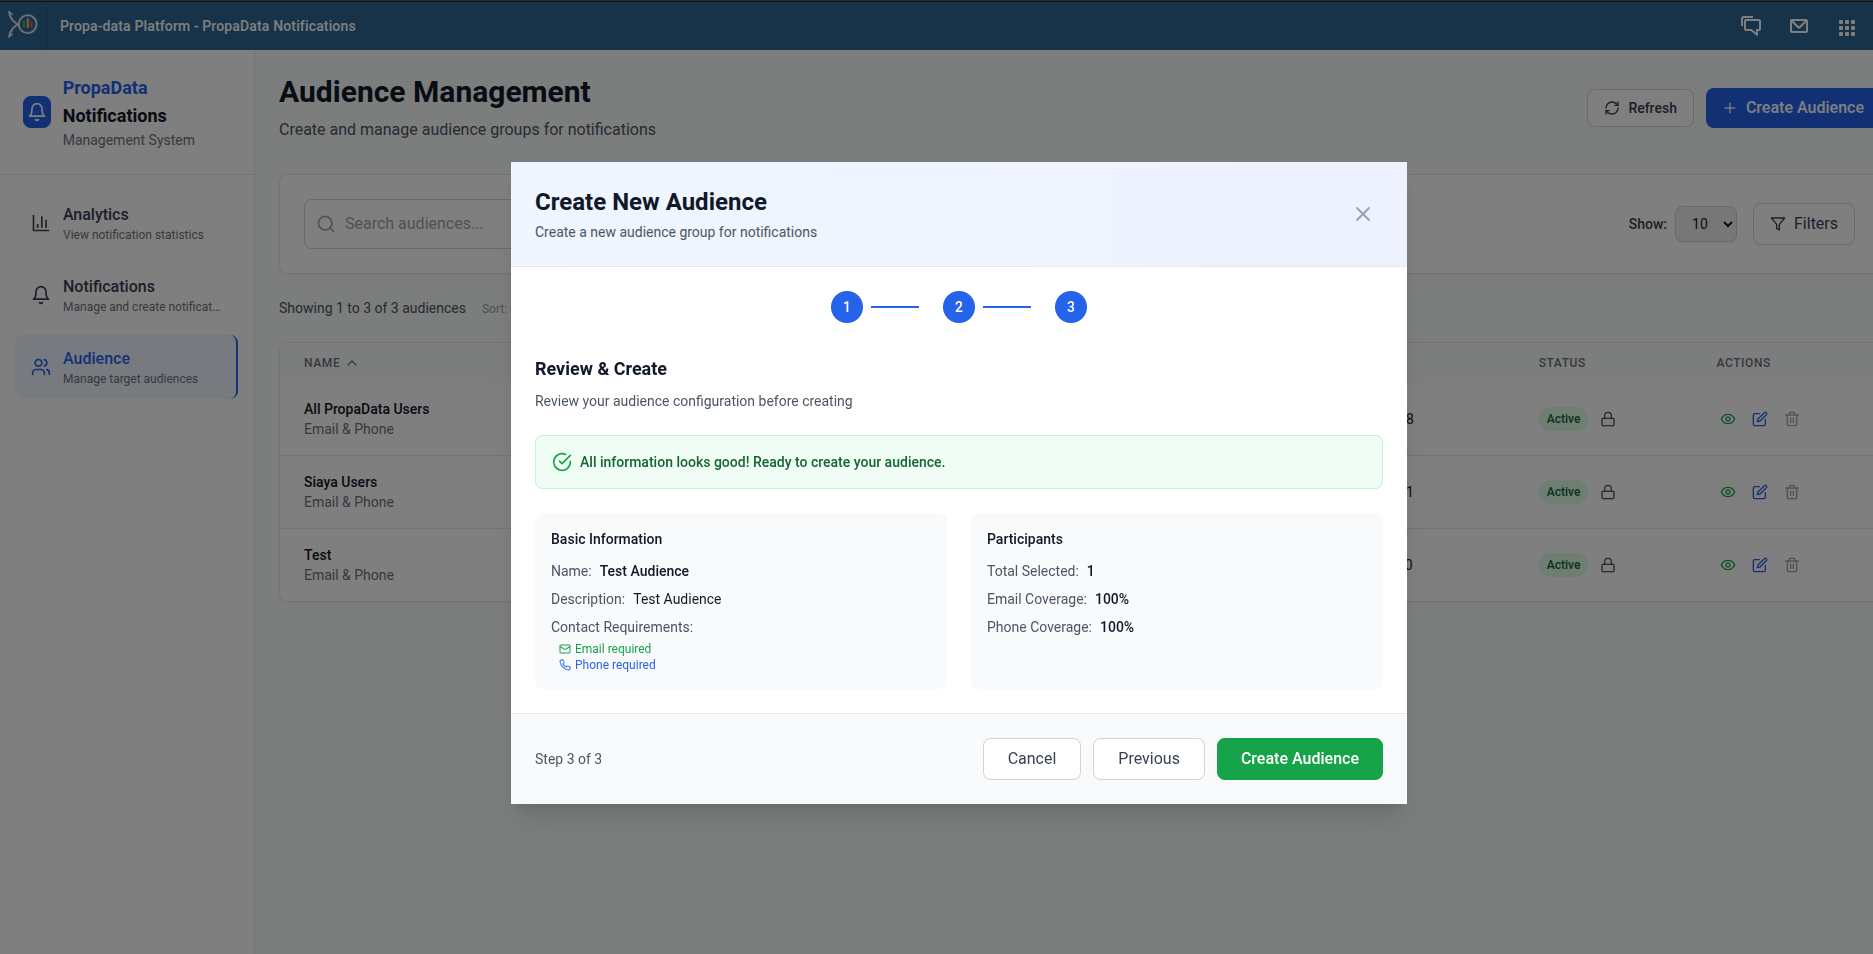 Propa-data Platform - PropaData Notifications
PropaData
Notifications
Management System
Analytics
View notification statistics
Notifications
Manage and create notificat...
Audience
Manage target audiences
Audience Management
Create and manage audience groups for notifications
Refresh
+ Create Audience
Search audiences...
Show: 10
Filters
Showing 1 to 3 of 3 audiences Sort:
NAME STATUS ACTIONS
All PropaData Users
Email & Phone
8 Active
Siaya Users
Email & Phone
1 Active
Test
Email & Phone
0 Active
Create New Audience
Create a new audience group for notifications
1 2 3
Review & Create
Review your audience configuration before creating
All information looks good! Ready to create your audience.
Basic Information
Name: Test Audience
Description: Test Audience
Contact Requirements:
Email required
Phone required
Participants
Total Selected: 1
Email Coverage: 100%
Phone Coverage: 100%
Step 3 of 3
Cancel
Previous
Create Audience